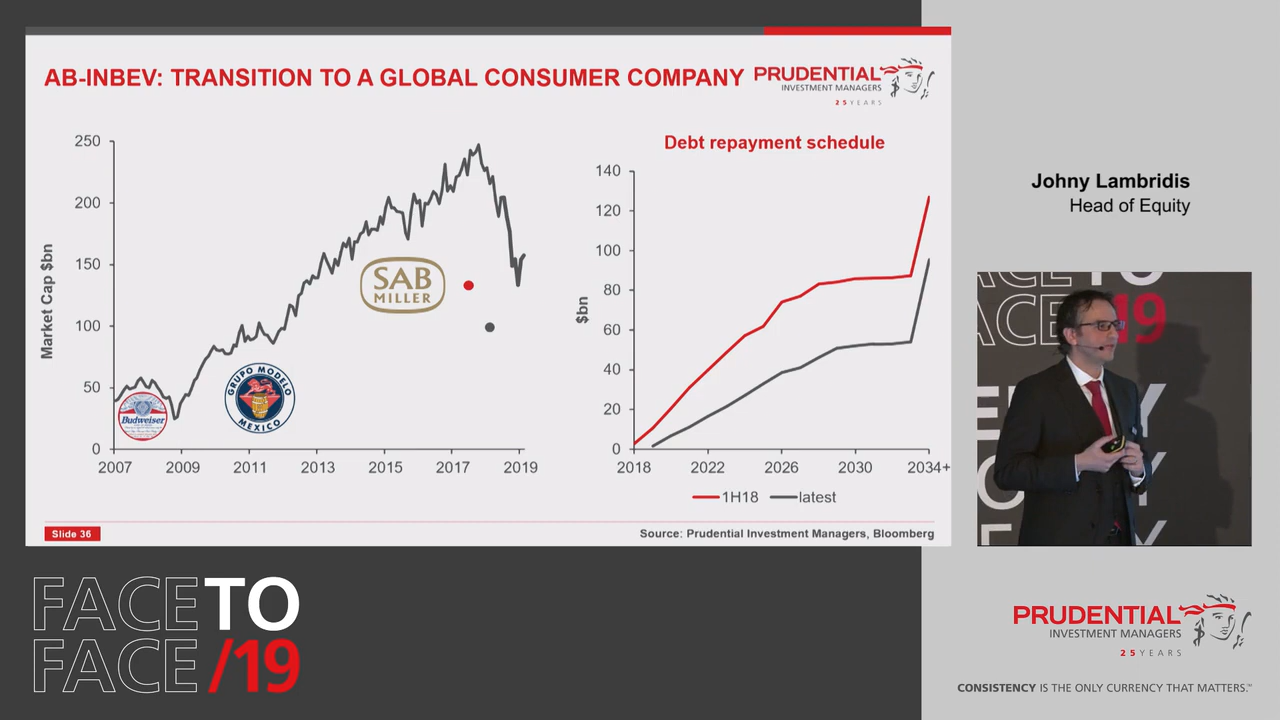 AB-INBEV: TRANSITION TO A GLOBAL CONSUMER COMPANY
PRUDENTIAL
INVESTMENT MANAGERS
25 YEARS
Market Cap $bn
250
200
150
100
50
0
2007
2009
2011
2013
2015
2017
2019
Budweiser
GRUPO MODELO
MEXICO
SAB
MILLER
Debt repayment schedule
$bn
140
120
100
80
60
40
20
0
2018
2022
2026
2030
2034+
1H18
latest
Slide 36
Source: Prudential Investment Managers, Bloomberg
Johny Lambridis
Head of Equity
FACE TO
FACE /19
PRUDENTIAL
INVESTMENT MANAGERS
25 YEARS
CONSISTENCY IS THE ONLY CURRENCY THAT MATTERS.™